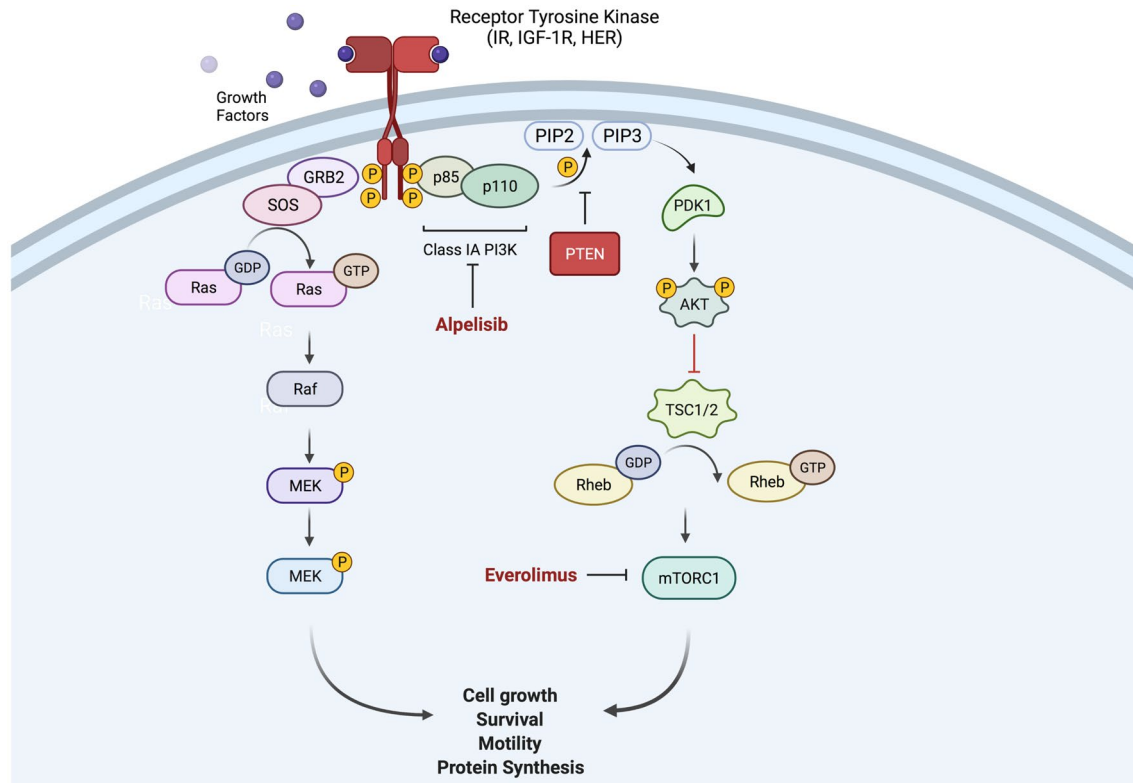 Receptor Tyrosine Kinase
(IR, IGF-1R, HER)
Growth
Factors
PIP2
PIP3
P
P
P
P
P
GRB2
p85
p110
SOS
PDK1
Class IA PI3K
PTEN
GDP
GTP
Ras
Ras
Ras
Ras
P
P
AKT
Alpelisib
Raf
Raf
TSC1/2
GDP
GTP
Rheb
Rheb
MEK
P
MEK
P
Everolimus
mTORC1
Cell growth
Survival
Motility
Protein Synthesis